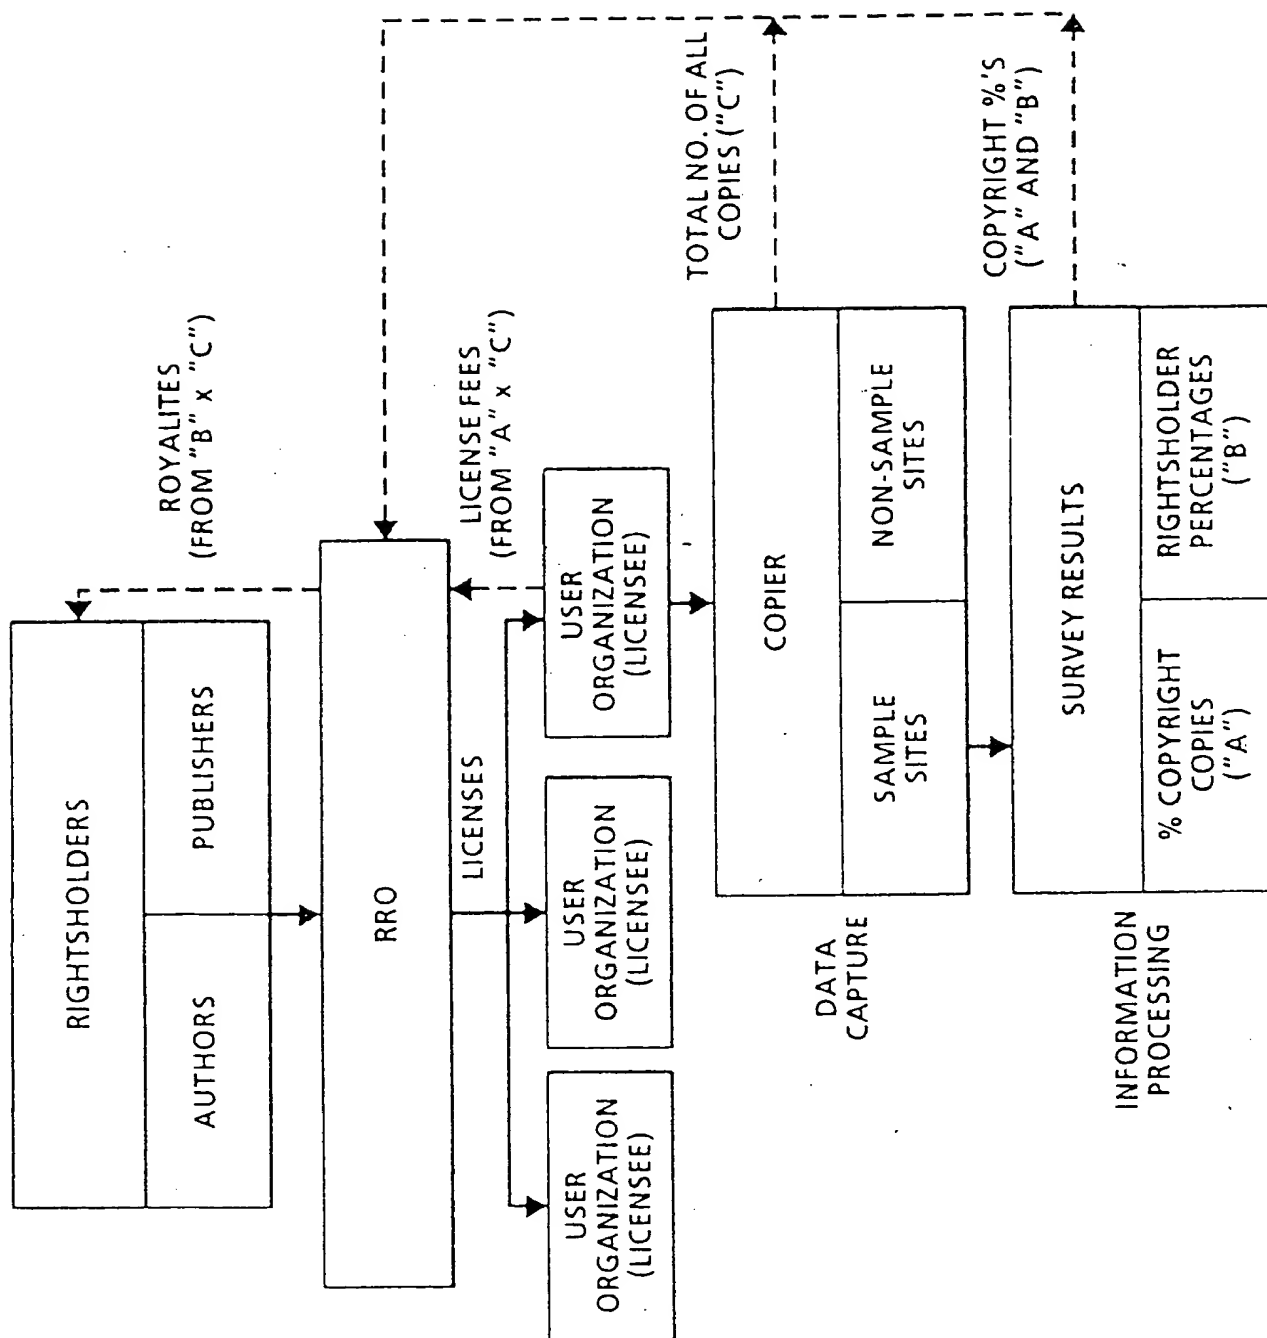 RIGHTSHOLDERS
AUTHORS
PUBLISHERS
ROYALITES
(FROM "B" x "C")
RRO
LICENSES
LICENSE FEES
(FROM "A" x "C")
USER
ORGANIZATION
(LICENSEE)
USER
ORGANIZATION
(LICENSEE)
USER
ORGANIZATION
(LICENSEE)
DATA
CAPTURE
COPIER
SAMPLE
SITES
NON-SAMPLE
SITES
TOTAL NO. OF ALL
COPIES ("C")
INFORMATION
PROCESSING
SURVEY RESULTS
% COPYRIGHT
COPIES
("A")
RIGHTSHOLDER
PERCENTAGES
("B")
COPYRIGHT %'S
("A" AND "B")